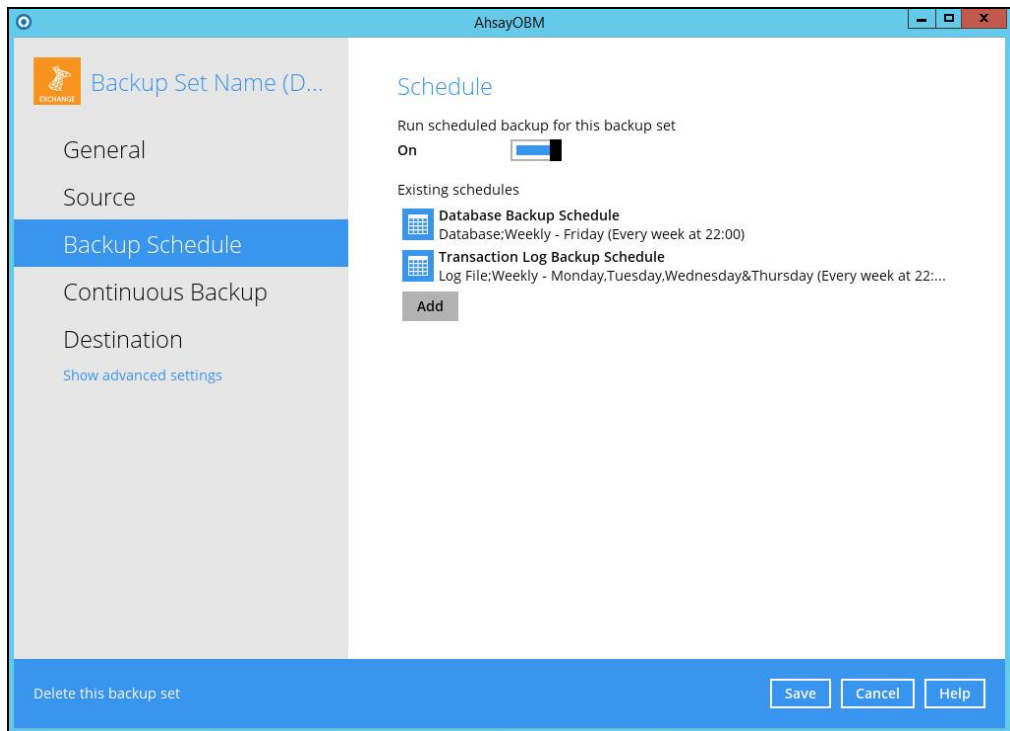 AhsayOBM
EXCHANGE
Backup Set Name (D...
General
Source
Backup Schedule
Continuous Backup
Destination
Show advanced settings
Schedule
Run scheduled backup for this backup set
On
Existing schedules
Database Backup Schedule
Database;Weekly - Friday (Every week at 22:00)
Transaction Log Backup Schedule
Log File;Weekly - Monday,Tuesday,Wednesday&Thursday (Every week at 22:...
Add
Delete this backup set
Save
Cancel
Help